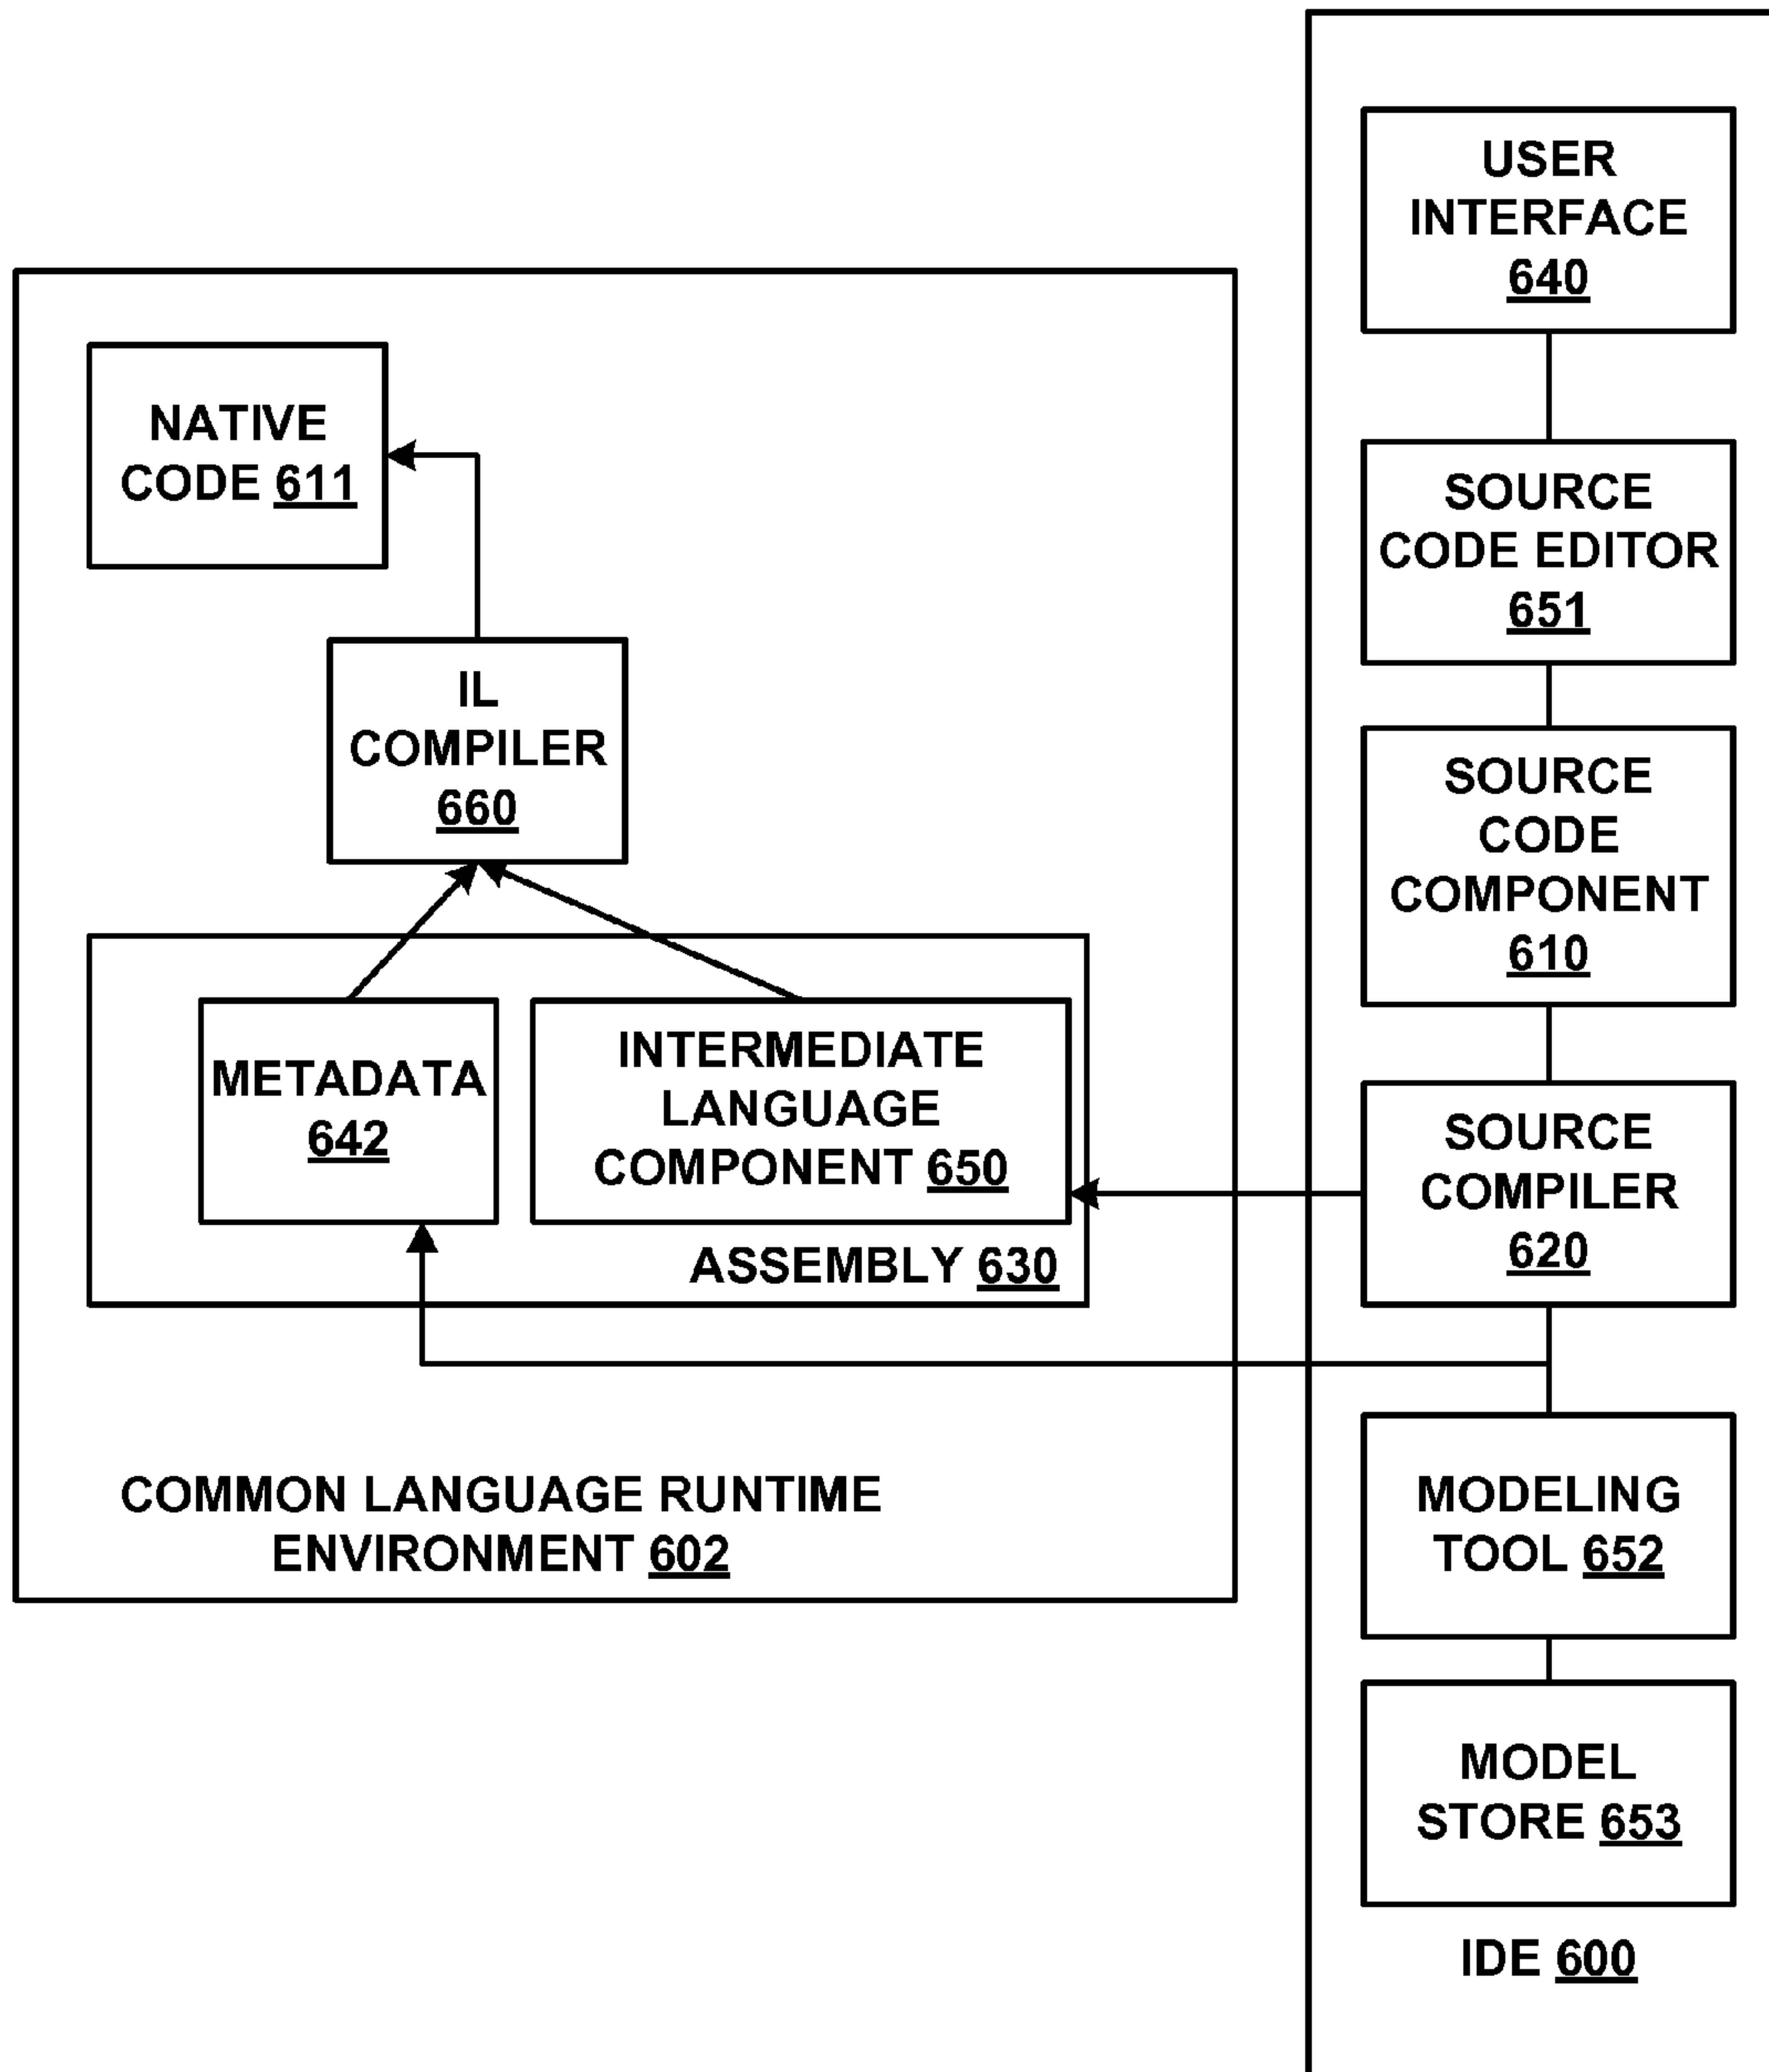 NATIVE
CODE 611
IL
COMPILER
660
METADATA
642
INTERMEDIATE
LANGUAGE
COMPONENT 650
ASSEMBLY 630
COMMON LANGUAGE RUNTIME
ENVIRONMENT 602
USER
INTERFACE
640
SOURCE
CODE EDITOR
651
SOURCE
CODE
COMPONENT
610
SOURCE
COMPILER
620
MODELING
TOOL 652
MODEL
STORE 653
IDE 600